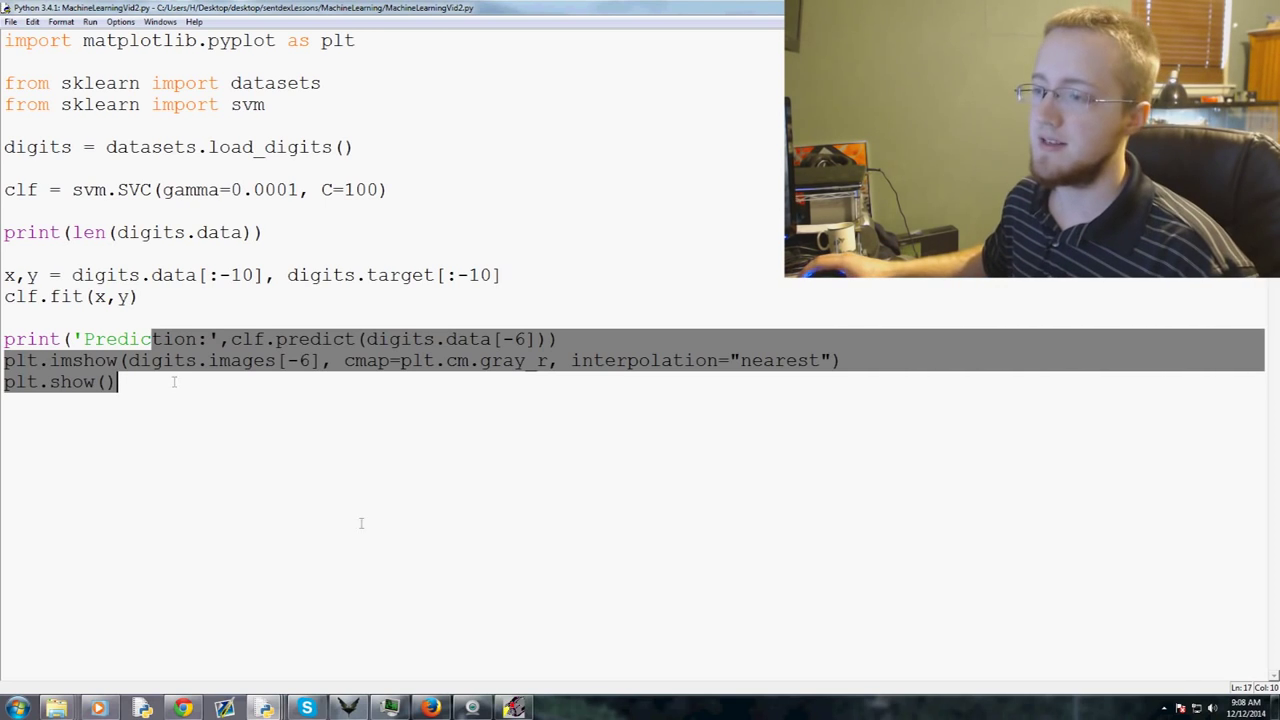 Python 3.4.1: MachineLearningVid2.py - C:/Users/H/Desktop/desktop/sentdexLessons/MachineLearning/MachineLearningVid2.py
File Edit Format Run Options Windows Help
import matplotlib.pyplot as plt
from sklearn import datasets
from sklearn import svm
digits = datasets.load_digits()
clf = svm.SVC(gamma=0.0001, C=100)
print(len(digits.data))
x,y = digits.data[:-10], digits.target[:-10]
clf.fit(x,y)
print('Prediction:',clf.predict(digits.data[-6]))
plt.imshow(digits.images[-6], cmap=plt.cm.gray_r, interpolation="nearest")
plt.show()
Ln: 17 Col: 10
9:08 AM
12/12/2014